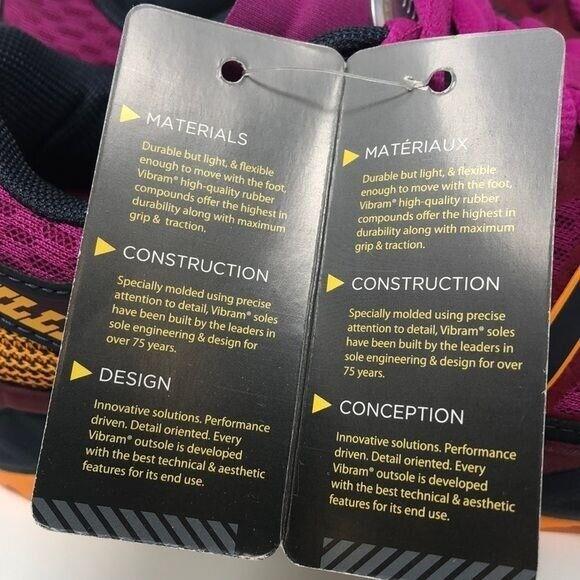 MATERIALS
Durable but light, & flexible
enough to move with the foot,
Vibram® high-quality rubber
compounds offer the highest in
durability along with maximum
grip & traction.
CONSTRUCTION
Specially molded using precise
attention to detail, Vibram® soles
have been built by the leaders in
sole engineering & design for
over 75 years.
DESIGN
Innovative solutions. Performance
driven. Detail oriented. Every
Vibram® outsole is developed
with the best technical & aesthetic
features for its end use.
MATÉRIAUX
Durable but light, & flexible
enough to move with the foot,
Vibram® high-quality rubber
compounds offer the highest in
durability along with maximum
grip & traction.
CONSTRUCTION
Specially molded using precise
attention to detail, Vibram® soles
have been built by the leaders in
sole engineering & design for
over 75 years.
CONCEPTION
Innovative solutions. Performance
driven. Detail oriented. Every
Vibram® outsole is developed
with the best technical & aesthetic
features for its end use.